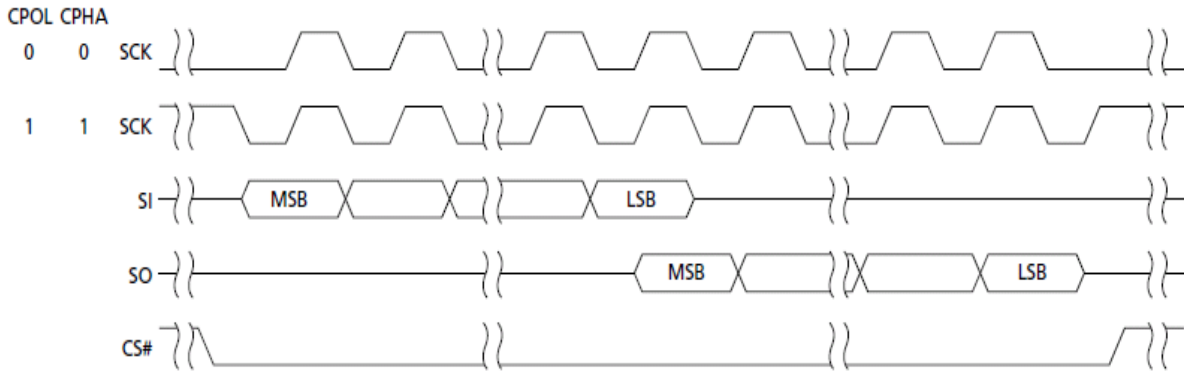 CPOL CPHA
0 0 SCK
1 1 SCK
SI MSB LSB
SO MSB LSB
CS#